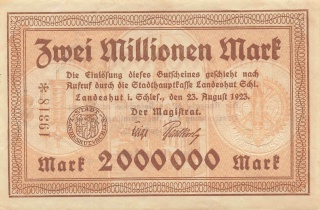 Zwei Millionen Mark
Die Einlösung dieses Gutscheines geschieht nach
Aufruf durch die Stadthauptkasse Landeshut Schl.
Landeshut i. Schles., den 23. August 1923.
Der Magistrat.
19318 *
Mark 2000000 Mark